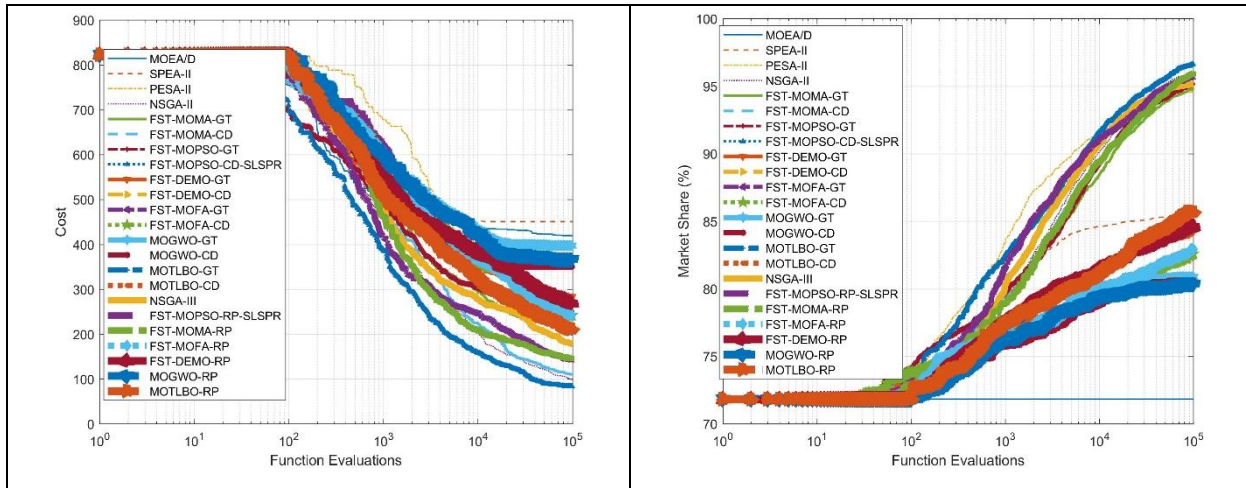 900
800
700
600
500
400
300
200
100
0
Cost
10^0
10^1
10^2
10^3
10^4
10^5
Function Evaluations
MOEA/D
SPEA-II
PESA-II
NSGA-II
FST-MOMA-GT
FST-MOMA-CD
FST-MOPSO-GT
FST-MOPSO-CD-SLSPR
FST-DEMO-GT
FST-DEMO-CD
FST-MOFA-GT
FST-MOFA-CD
MOGWO-GT
MOGWO-CD
MOTLBO-GT
MOTLBO-CD
NSGA-III
FST-MOPSO-RP-SLSPR
FST-MOMA-RP
FST-MOFA-RP
FST-DEMO-RP
MOGWO-RP
MOTLBO-RP
100
95
90
85
80
75
70
Market Share (%)
10^0
10^1
10^2
10^3
10^4
10^5
Function Evaluations
MOEA/D
SPEA-II
PESA-II
NSGA-II
FST-MOMA-GT
FST-MOMA-CD
FST-MOPSO-GT
FST-MOPSO-CD-SLSPR
FST-DEMO-GT
FST-DEMO-CD
FST-MOFA-GT
FST-MOFA-CD
MOGWO-GT
MOGWO-CD
MOTLBO-GT
MOTLBO-CD
NSGA-III
FST-MOPSO-RP-SLSPR
FST-MOMA-RP
FST-MOFA-RP
FST-DEMO-RP
MOGWO-RP
MOTLBO-RP